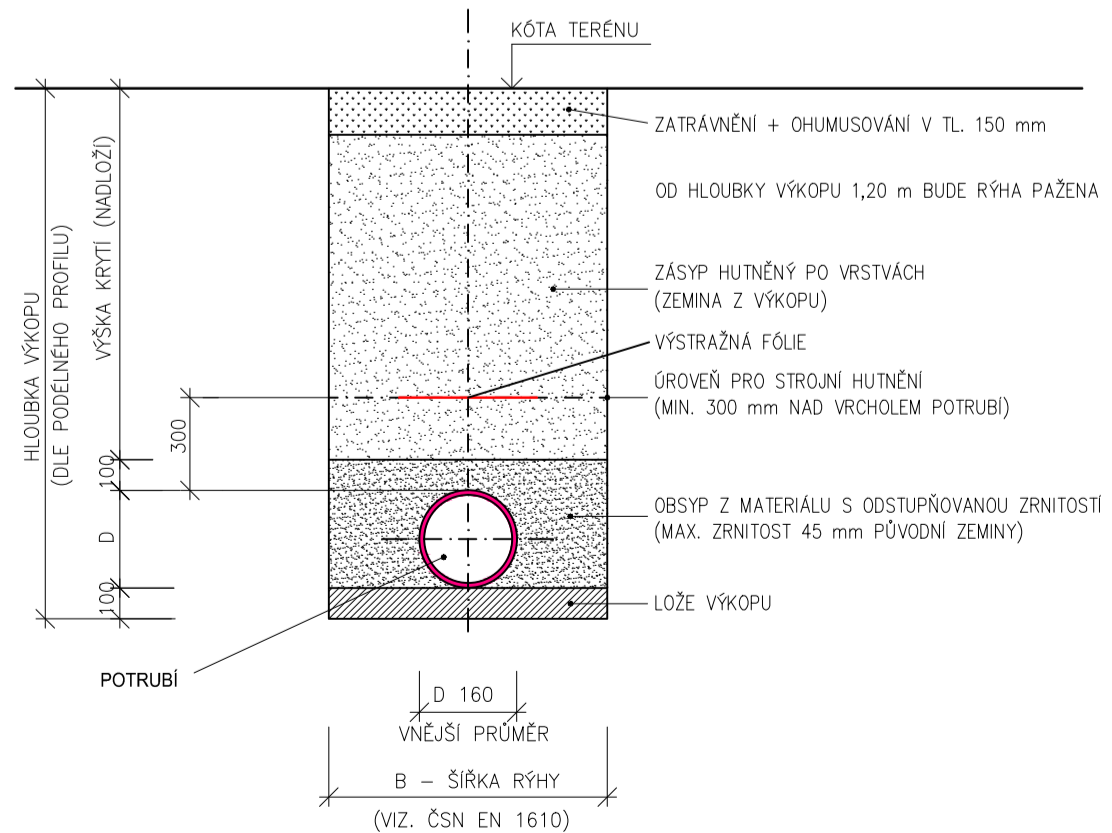 KÓTA TERÉNU
ZATRÁVNĚNÍ + OHUMUSOVÁNÍ V TL. 150 mm
OD HLOUBKY VÝKOPU 1,20 m BUDE RÝHA PAŽENA
ZÁSYP HUTNĚNÝ PO VRSTVÁCH
(ZEMINA Z VÝKOPU)
VÝSTRAŽNÁ FÓLIE
ÚROVEŇ PRO STROJNÍ HUTNĚNÍ
(MIN. 300 mm NAD VRCHOLEM POTRUBÍ)
OBSYP Z MATERIÁLU S ODSTUPŇOVANOU ZRNITOSTÍ
(MAX. ZRNITOST 45 mm PŮVODNÍ ZEMINY)
LOŽE VÝKOPU
HLOUBKA VÝKOPU
(DLE PODÉLNÉHO PROFILU)
VÝŠKA KRYTÍ (NADLOŽÍ)
300
100
D
100
POTRUBÍ
D 160
VNĚJŠÍ PRŮMĚR
B – ŠÍŘKA RÝHY
(VIZ. ČSN EN 1610)